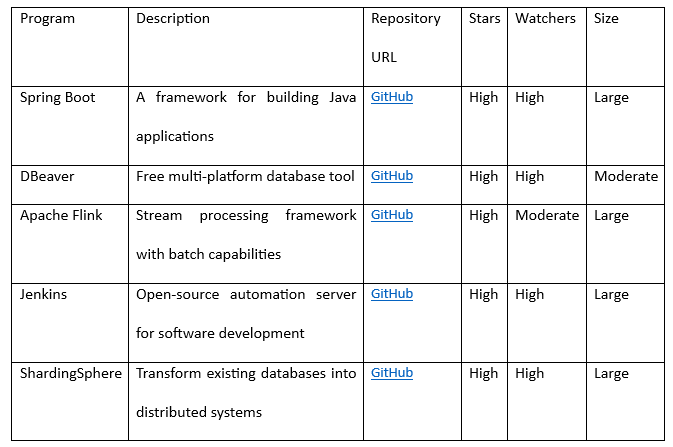 Program Description Repository URL Stars Watchers Size
Spring Boot A framework for building Java applications GitHub High High Large
DBeaver Free multi-platform database tool GitHub High High Moderate
Apache Flink Stream processing framework with batch capabilities GitHub High Moderate Large
Jenkins Open-source automation server for software development GitHub High High Large
ShardingSphere Transform existing databases into distributed systems GitHub High High Large